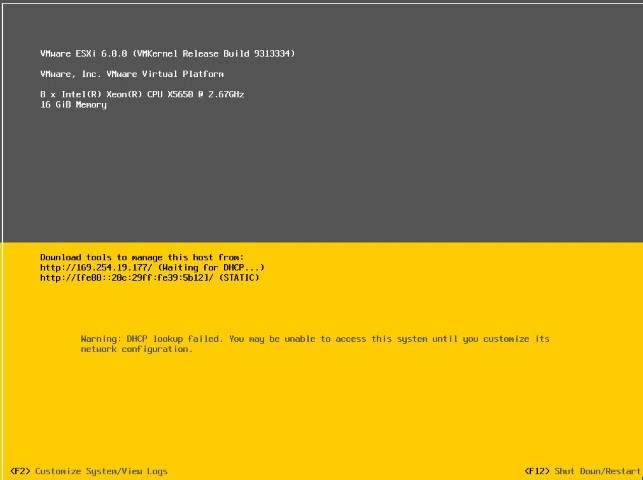 VMware ESXi 6.0.0 (VMKernel Release Build 9313334)
VMware, Inc. VMware Virtual Platform
8 x Intel(R) Xeon(R) CPU X5650 @ 2.67GHz
16 GiB Memory
Download tools to manage this host from:
http://169.254.19.177/ (Waiting for DHCP...)
http://[fe80::20c:29ff:fe39:5b12]/ (STATIC)
Warning: DHCP lookup failed. You may be unable to access this system until you customize its
network configuration.
<F2> Customize System/View Logs
<F12> Shut Down/Restart